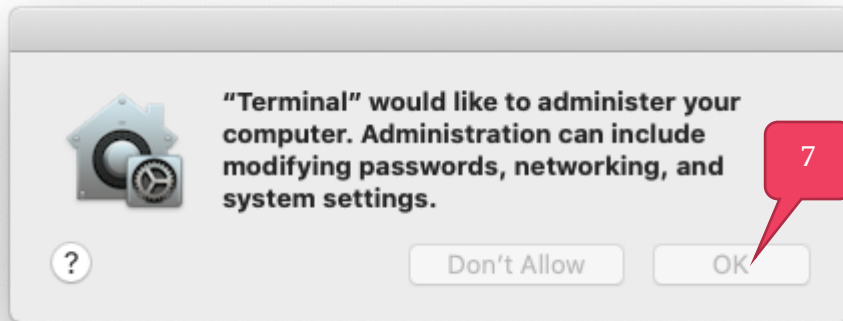 “Terminal” would like to administer your
computer. Administration can include
modifying passwords, networking, and
system settings.
7
?
Don’t Allow
OK